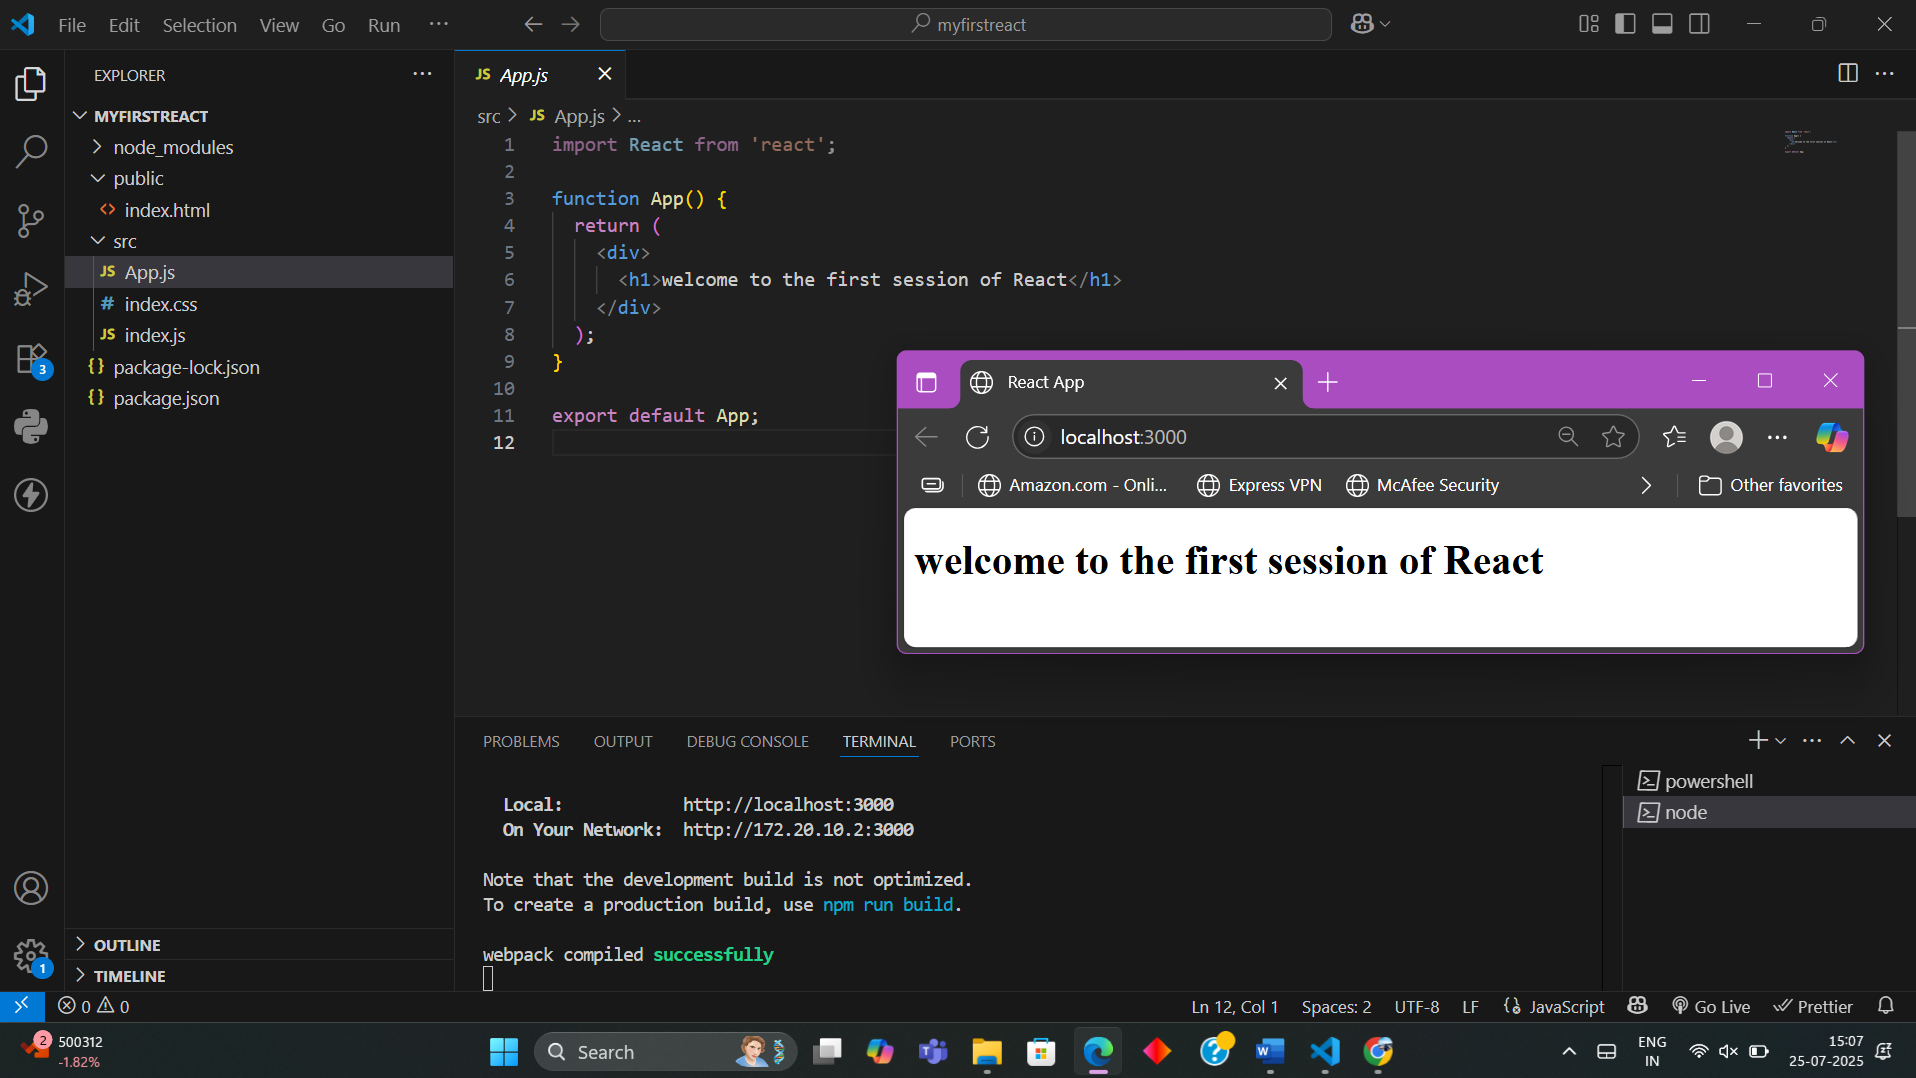 File Edit Selection View Go Run ···
myfirstreact
EXPLORER
MYFIRSTREACT
node_modules
public
index.html
src
JS App.js
# index.css
JS index.js
{} package-lock.json
{} package.json
OUTLINE
TIMELINE
JS App.js
src > JS App.js > ...
1 import React from 'react';
2
3 function App() {
4 return (
5 <div>
6 <h1>welcome to the first session of React</h1>
7 </div>
8 );
9 }
10
11 export default App;
12
React App
localhost:3000
Amazon.com - Onli... Express VPN McAfee Security Other favorites
welcome to the first session of React
PROBLEMS OUTPUT DEBUG CONSOLE TERMINAL PORTS
Local: http://localhost:3000
On Your Network: http://172.20.10.2:3000
Note that the development build is not optimized.
To create a production build, use npm run build.
webpack compiled successfully
powershell
node
3
1
0 0
Ln 12, Col 1 Spaces: 2 UTF-8 LF {} JavaScript Go Live Prettier
2
500312
-1.82%
Search
ENG
IN
15:07
25-07-2025